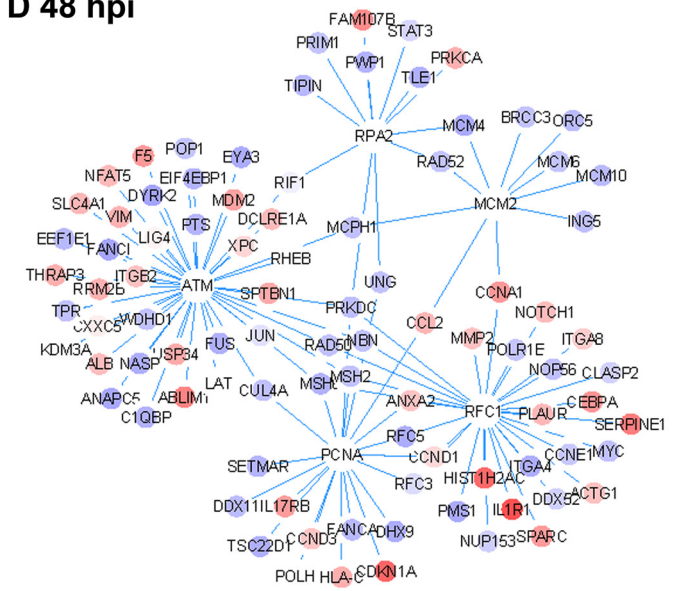 D 48 hpi
FAM107B
STAT3
PRIM1
PWP1
PRKCA
TLE1
TIPIN
RPA2
MCM4
BRCC3
ORC5
F5
POP1
EYA3
RAD52
MCM6
MCM10
NFAT5
EIF4EBP1
RIF1
DYRK2
MDM2
SLC4A1
VIM
PTS
DCLRE1A
MCM2
ING5
MCPH1
EEF1E1
FANCI
LIG4
XPC
RHEB
THRAP3
RRM2B
ITGB2
ATM
SPTBN1
UNG
CCNA1
TPR
CXXC5
WDHD1
PRKDC
NOTCH1
CCL2
KDM3A
ALB
NASP
USP34
FUS
JUN
NBN
MMP2
POLR1E
ITGA8
MSH2
NOP56
CLASP2
ANAPC5
ABLIM1
LAT
CUL4A
C1QBP
ANXA2
RFC1
PLAUR
CEBPA
SERPINE1
RFC5
PCNA
CCND1
SETMAR
RFC3
HIST1H2AC
ITGA4
CCNE1
MYC
DDX11
IL17RB
PMS1
IL1R1
DDX52
ACTG1
TSC22D1
CCND3
FANCA
DHX9
NUP153
SPARC
POLH
HLA-C
CDKN1A